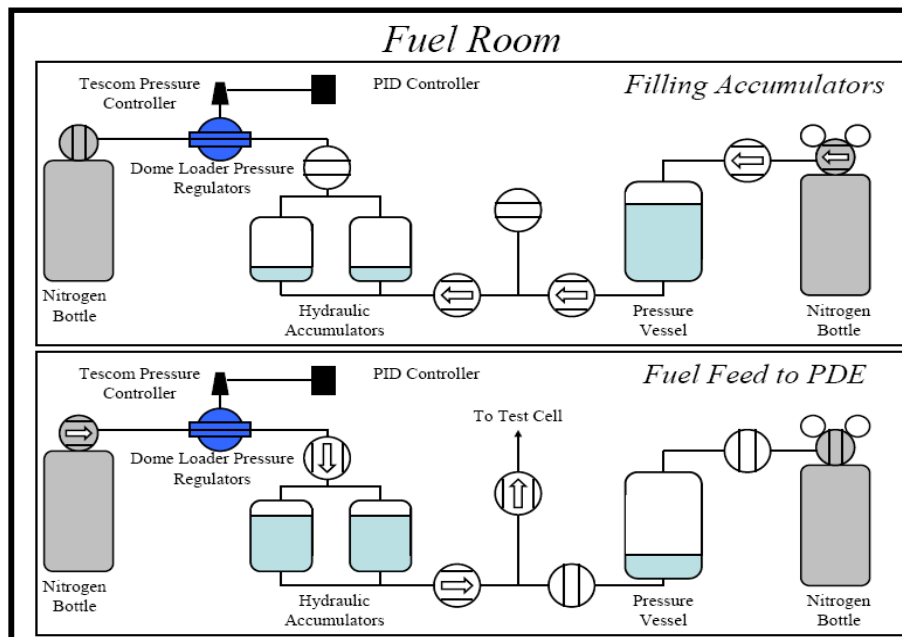 Fuel Room
Tescom Pressure
Controller
PID Controller
Filling Accumulators
Dome Loader Pressure
Regulators
Nitrogen
Bottle
Hydraulic
Accumulators
Pressure
Vessel
Nitrogen
Bottle
Tescom Pressure
Controller
PID Controller
Fuel Feed to PDE
To Test Cell
Dome Loader Pressure
Regulators
Nitrogen
Bottle
Hydraulic
Accumulators
Pressure
Vessel
Nitrogen
Bottle